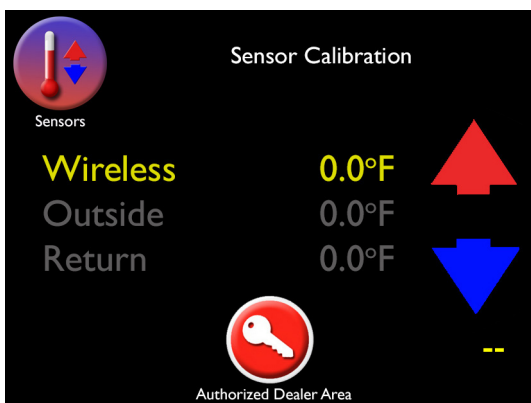 Sensor Calibration
Sensors
Wireless 0.0°F
Outside 0.0°F
Return 0.0°F
--
Authorized Dealer Area